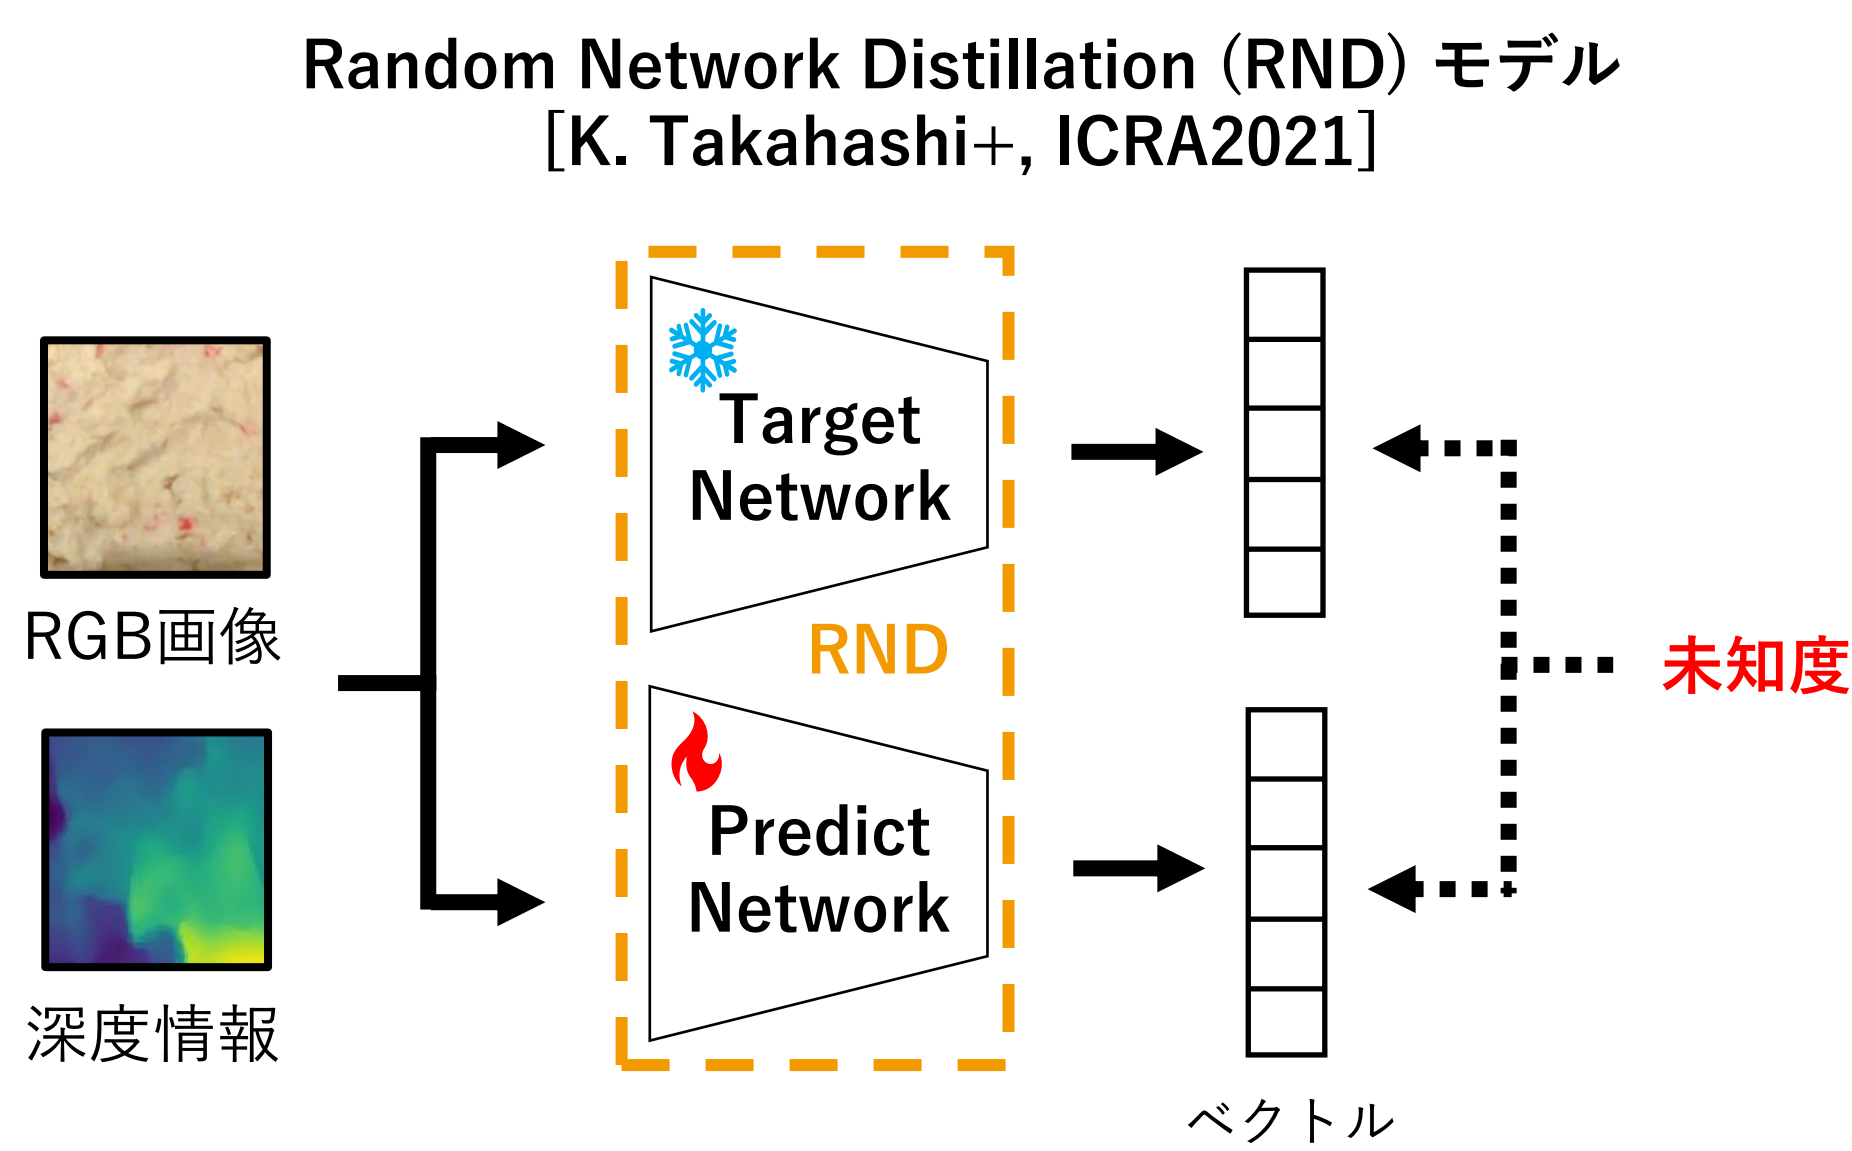 Random Network Distillation (RND) モデル
[K. Takahashi+, ICRA2021]
RGB画像
深度情報
Target
Network
RND
Predict
Network
ベクトル
未知度